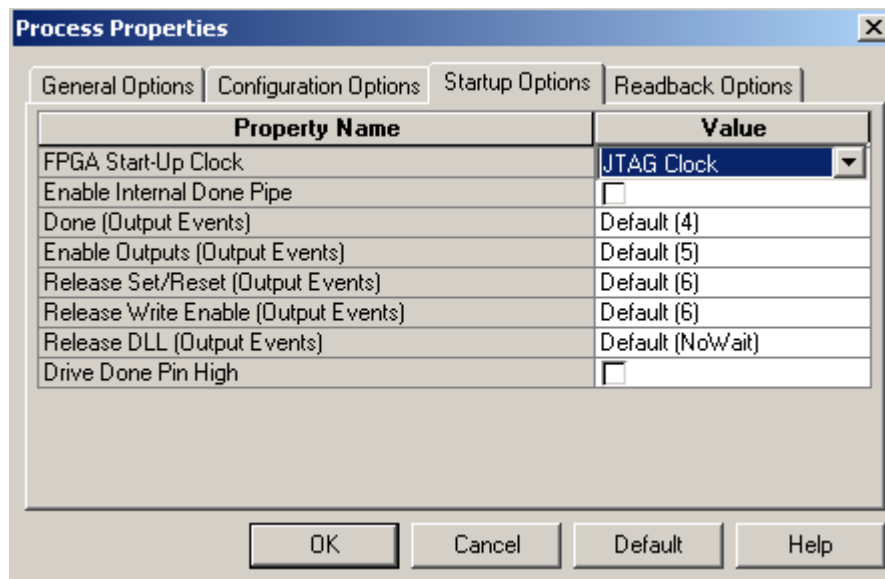 Process Properties
General Options Configuration Options Startup Options Readback Options
Property Name Value
FPGA Start-Up Clock JTAG Clock
Enable Internal Done Pipe
Done (Output Events) Default (4)
Enable Outputs (Output Events) Default (5)
Release Set/Reset (Output Events) Default (6)
Release Write Enable (Output Events) Default (6)
Release DLL (Output Events) Default (NoWait)
Drive Done Pin High
OK Cancel Default Help